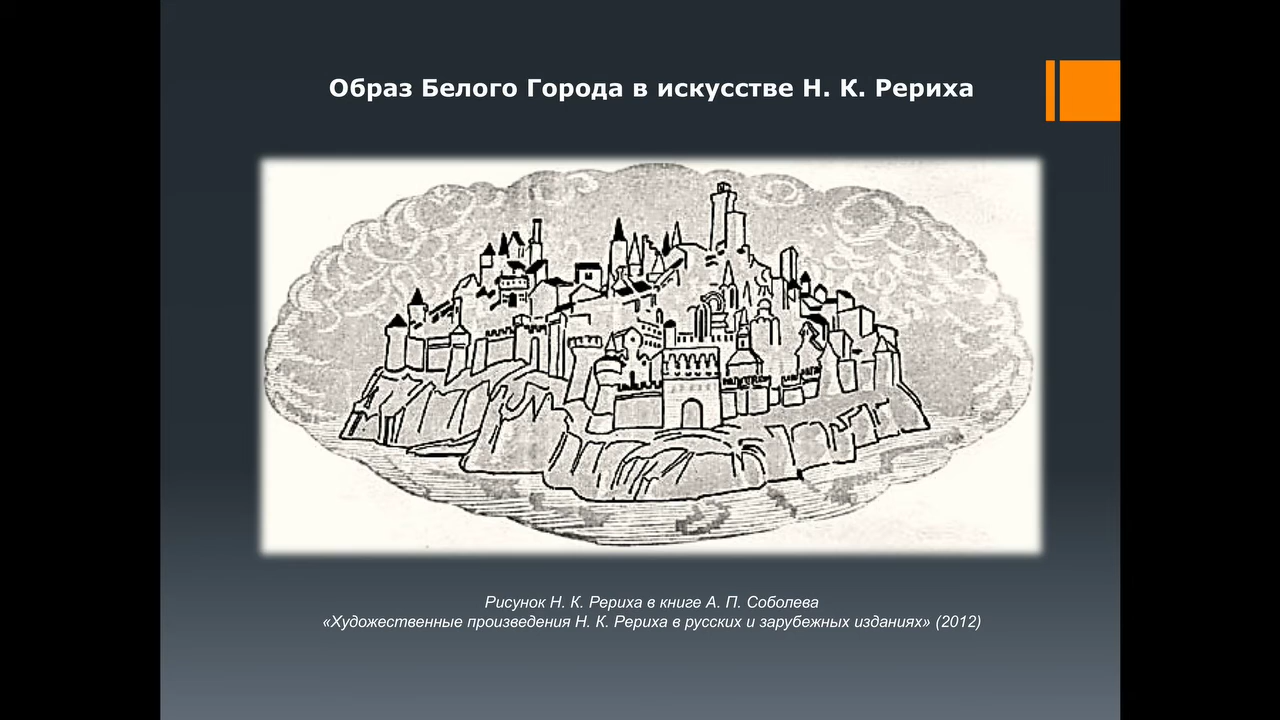 Образ Белого Города в искусстве Н. К. Рериха
Рисунок Н. К. Рериха в книге А. П. Соболева
«Художественные произведения Н. К. Рериха в русских и зарубежных изданиях» (2012)